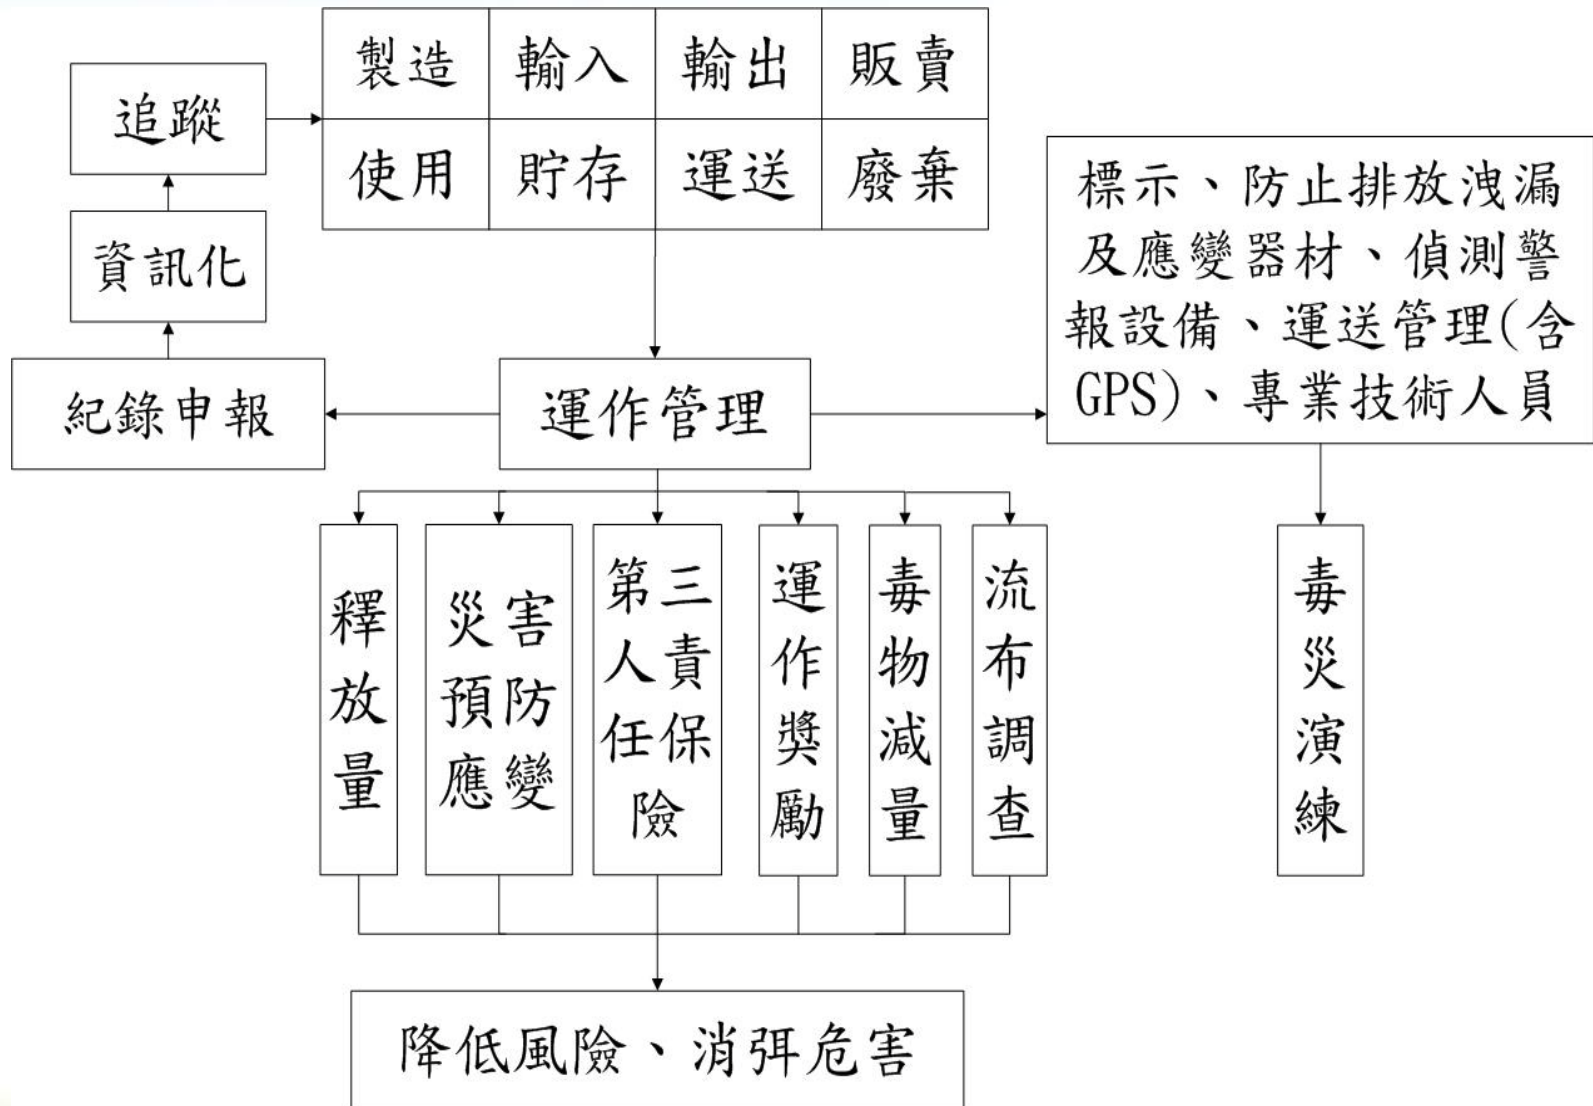 製造 輸入 輸出 販賣
使用 貯存 運送 廢棄
追蹤
資訊化
紀錄申報
運作管理
標示、防止排放洩漏
及應變器材、偵測警
報設備、運送管理(含
GPS)、專業技術人員
釋放量
災害
預防
應變
第三
人責
任保
險
運作獎勵
毒物減量
流布調查
毒災演練
降低風險、消弭危害